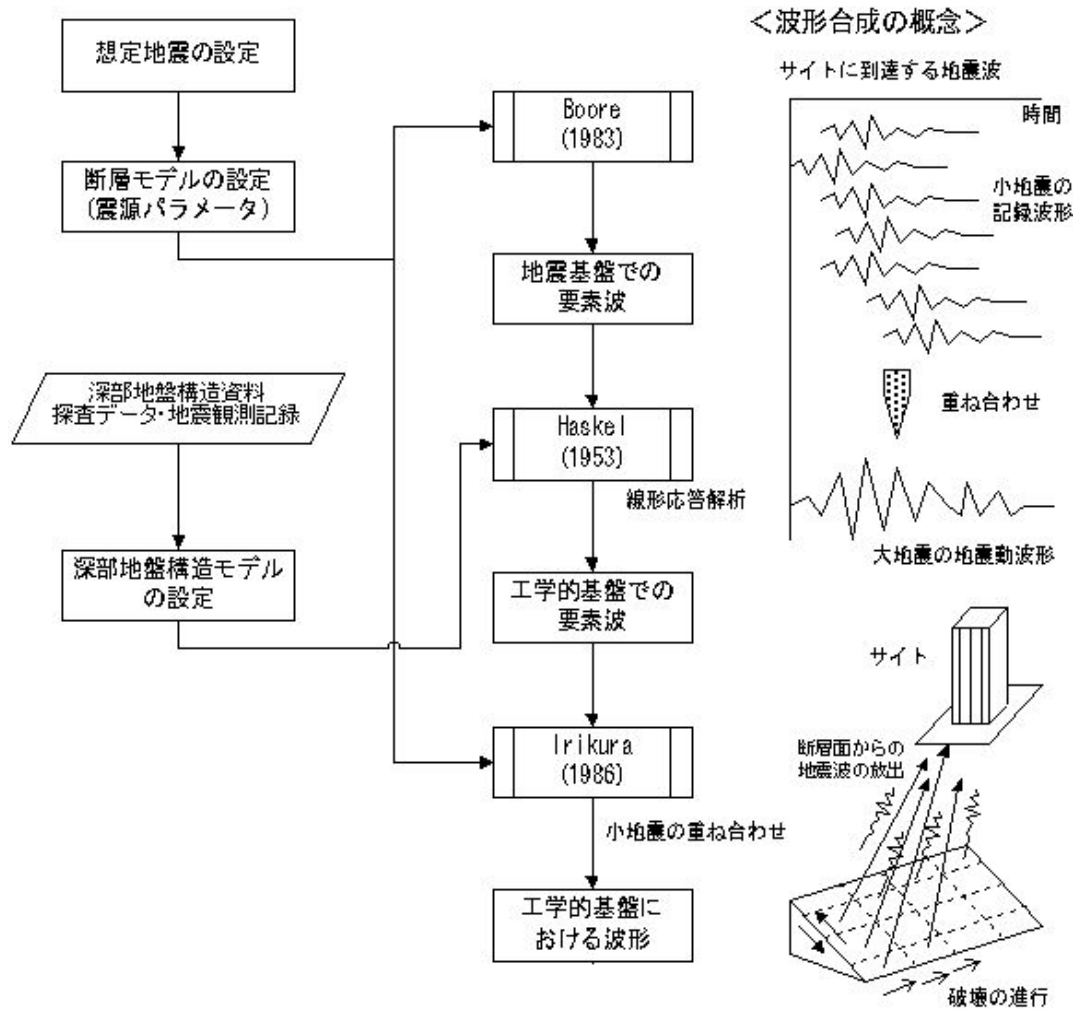 想定地震の設定
断層モデルの設定
(震源パラメータ)
深部地盤構造資料
探査データ・地震観測記録
深部地盤構造モデル
の設定
Boore
(1983)
地震基盤での
要素波
Haskel
(1953)
線形応答解析
工学的基盤での
要素波
Irikura
(1986)
小地震の重ね合わせ
工学的基盤に
おける波形
＜波形合成の概念＞
サイトに到達する地震波
時間
小地震の
記録波形
重ね合わせ
大地震の地震動波形
サイト
断層面からの
地震波の放出
破壊の進行